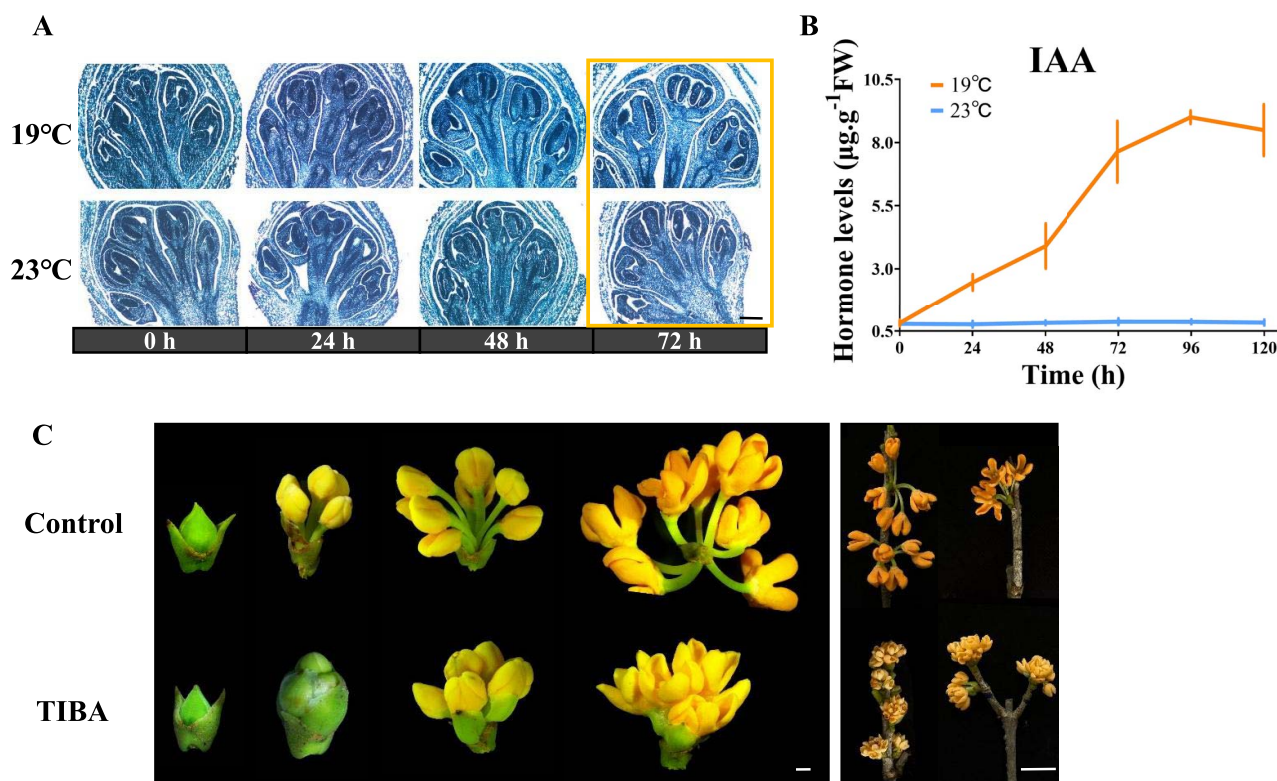 A
19℃
23℃
0 h
24 h
48 h
72 h
B
IAA
19℃
23℃
Hormone levels (μg.g⁻¹FW)
10.5
8.0
5.5
3.0
0.5
0
24
48
72
96
120
Time (h)
C
Control
TIBA